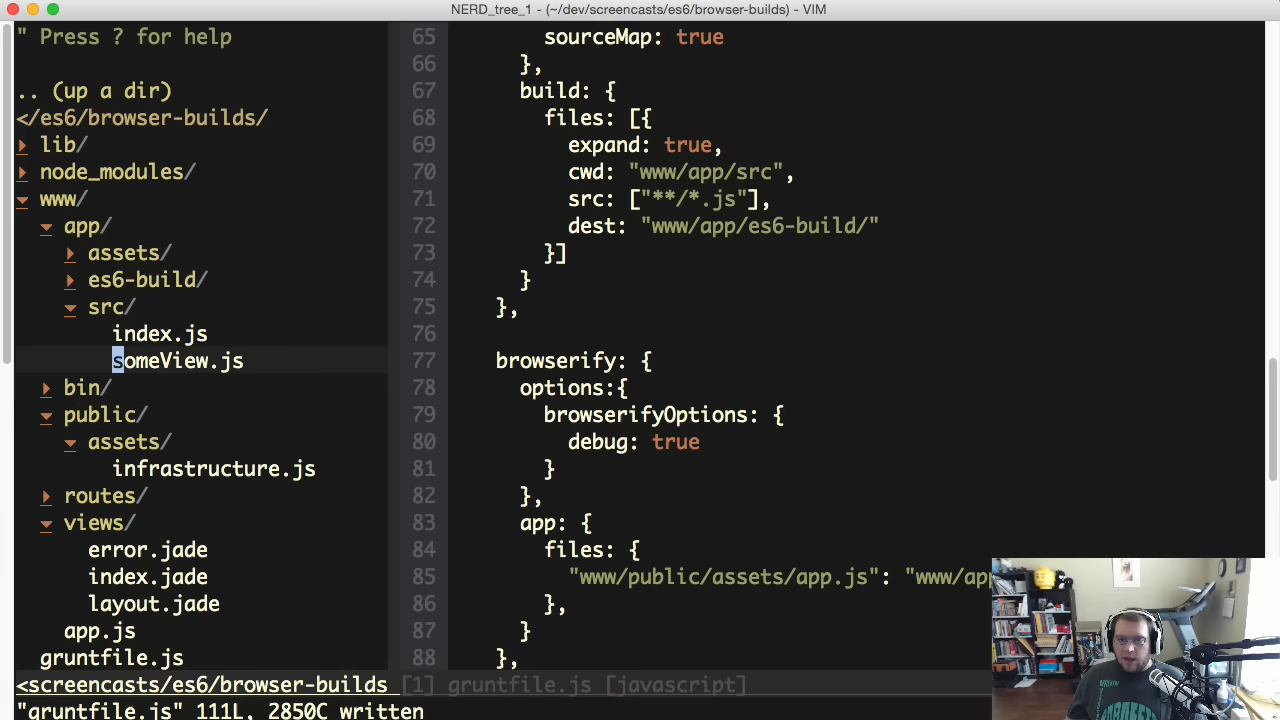 NERD_tree_1 - (~/dev/screencasts/es6/browser-builds) - VIM
" Press ? for help
.. (up a dir)
</es6/browser-builds/
lib/
node_modules/
www/
app/
assets/
es6-build/
src/
index.js
someView.js
bin/
public/
assets/
infrastructure.js
routes/
views/
error.jade
index.jade
layout.jade
app.js
gruntfile.js
65 sourceMap: true
66 },
67 build: {
68 files: [{
69 expand: true,
70 cwd: "www/app/src",
71 src: ["**/*.js"],
72 dest: "www/app/es6-build/"
73 }]
74 }
75 },
76
77 browserify: {
78 options:{
79 browserifyOptions: {
80 debug: true
81 }
82 },
83 app: {
84 files: {
85 "www/public/assets/app.js": "www/app
86 },
87 }
88 },
<screencasts/es6/browser-builds [1] gruntfile.js [javascript]
"gruntfile.js" 111L, 2850C written